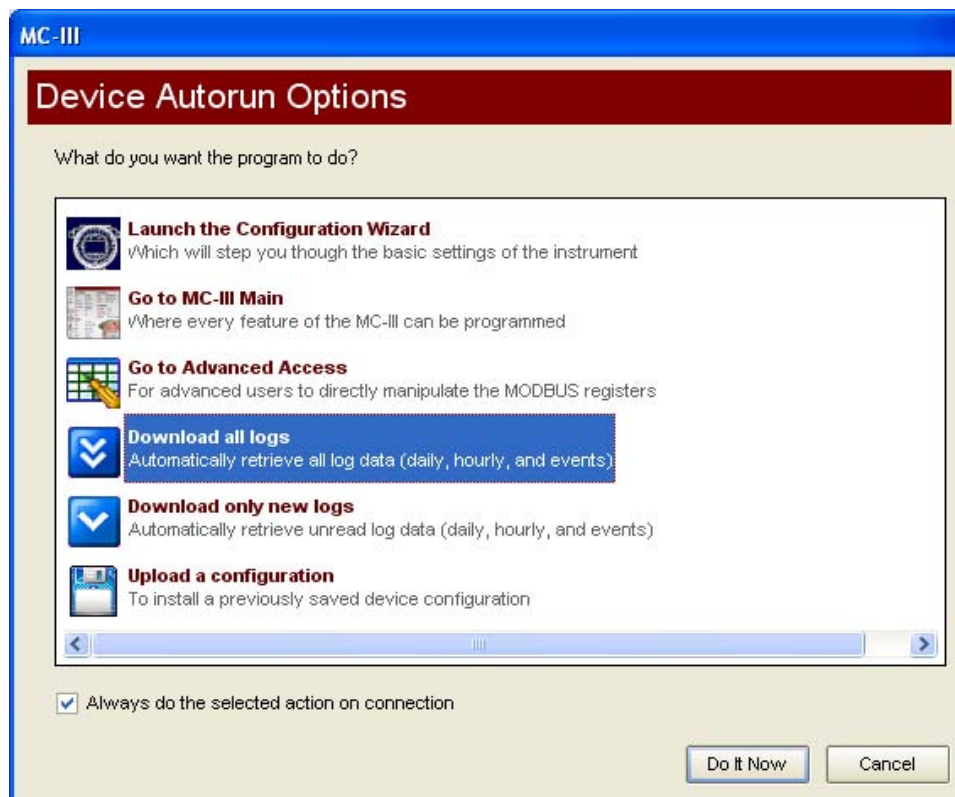 MC-III
Device Autorun Options
What do you want the program to do?
Launch the Configuration Wizard
Which will step you though the basic settings of the instrument
Go to MC-III Main
Where every feature of the MC-III can be programmed
Go to Advanced Access
For advanced users to directly manipulate the MODBUS registers
Download all logs
Automatically retrieve all log data (daily, hourly, and events)
Download only new logs
Automatically retrieve unread log data (daily, hourly, and events)
Upload a configuration
To install a previously saved device configuration
Always do the selected action on connection
Do It Now
Cancel